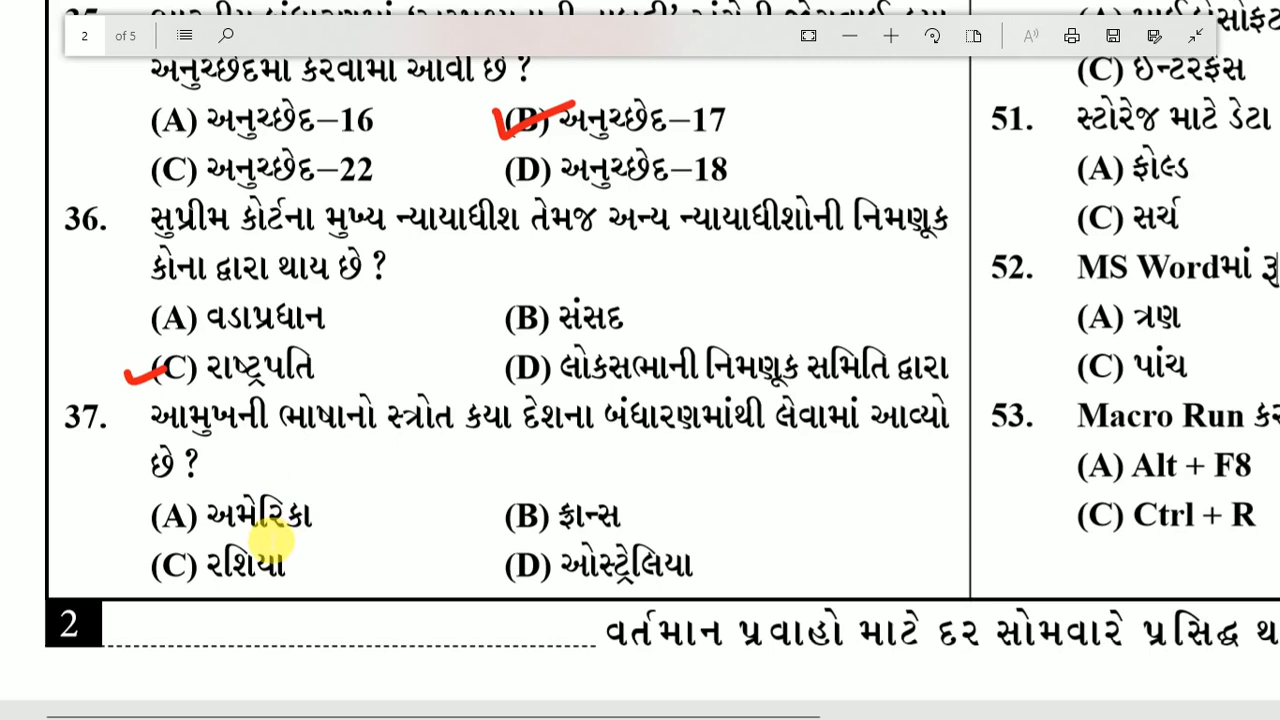 2 of 5
અનુચ્છેદમાં કરવામાં આવી છે ?
(A) અનુચ્છેદ–16
(B) અનુચ્છેદ–17
(C) અનુચ્છેદ–22
(D) અનુચ્છેદ–18
36. સુપ્રીમ કોર્ટના મુખ્ય ન્યાયાધીશ તેમજ અન્ય ન્યાયાધીશોની નિમણૂક
કોના દ્વારા થાય છે ?
(A) વડાપ્રધાન
(B) સંસદ
(C) રાષ્ટ્રપતિ
(D) લોકસભાની નિમણૂક સમિતિ દ્વારા
37. આમુખની ભાષાનો સ્ત્રોત કયા દેશના બંધારણમાંથી લેવામાં આવ્યો
છે ?
(A) અમેરિકા
(B) ફ્રાન્સ
(C) રશિયા
(D) ઓસ્ટ્રેલિયા
2
વર્તમાન પ્રવાહો માટે દર સોમવારે પ્રસિદ્ધ થ
(C) ઇન્ટરફેસ
51. સ્ટોરેજ માટે ડેટા
(A) ફોલ્ડ
(C) સર્ચ
52. MS Wordમાં
(A) ત્રણ
(C) પાંચ
53. Macro Run
(A) Alt + F8
(C) Ctrl + R